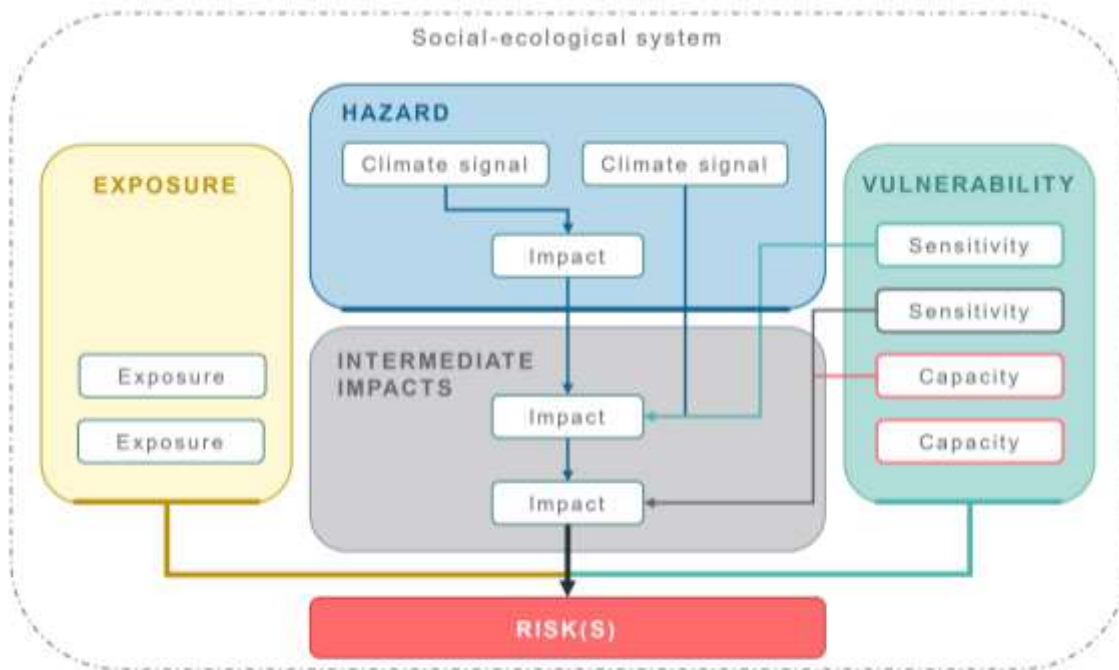 Social-ecological system
HAZARD
Climate signal
Climate signal
Impact
EXPOSURE
Exposure
Exposure
INTERMEDIATE
IMPACTS
Impact
Impact
VULNERABILITY
Sensitivity
Sensitivity
Capacity
Capacity
RISK(S)